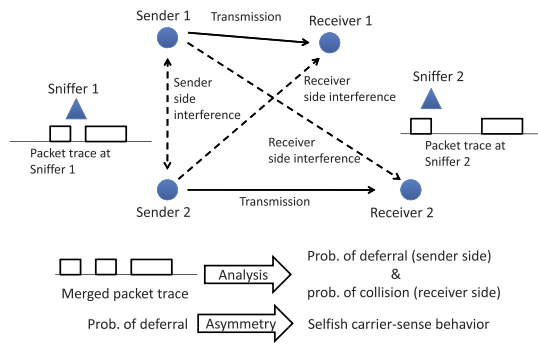 Sender 1
Transmission
Receiver 1
Sniffer 1
Sender
side
interference
Receiver
side interference
Sniffer 2
Packet trace at
Sniffer 1
Packet trace at
Sniffer 2
Receiver
side interference
Sender 2
Transmission
Receiver 2
Merged packet trace
Analysis
Prob. of deferral (sender side)
&
prob. of collision (receiver side)
Prob. of deferral
Asymmetry
Selfish carrier-sense behavior